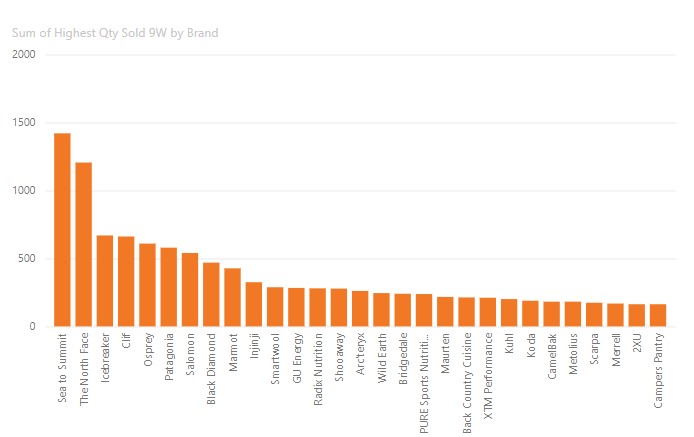 Sum of Highest Qty Sold 9W by Brand
2000
1500
1000
500
0
Sea to Summit
The North Face
Icebreaker
Clif
Osprey
Patagonia
Salomon
Black Diamond
Marmot
Injinji
Smartwool
GU Energy
Radix Nutrition
Shooaway
Arcteryx
Wild Earth
Bridgedale
PURE Sports Nutriti...
Maurten
Back Country Cuisine
XTM Performance
Kuhl
Koda
CamelBak
Metolius
Scarpa
Merrell
2XU
Campers Pantry